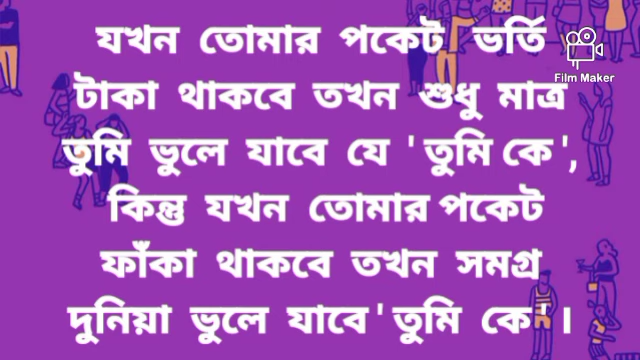 যখন তোমার পকেট ভর্তি
Film Maker
টাকা থাকবে তখন শুধু মাত্র
তুমি ভুলে যাবে যে 'তুমি কে',
কিন্তু যখন তোমার পকেট
ফাঁকা থাকবে তখন সমগ্র
দুনিয়া ভুলে যাবে 'তুমি কে'।